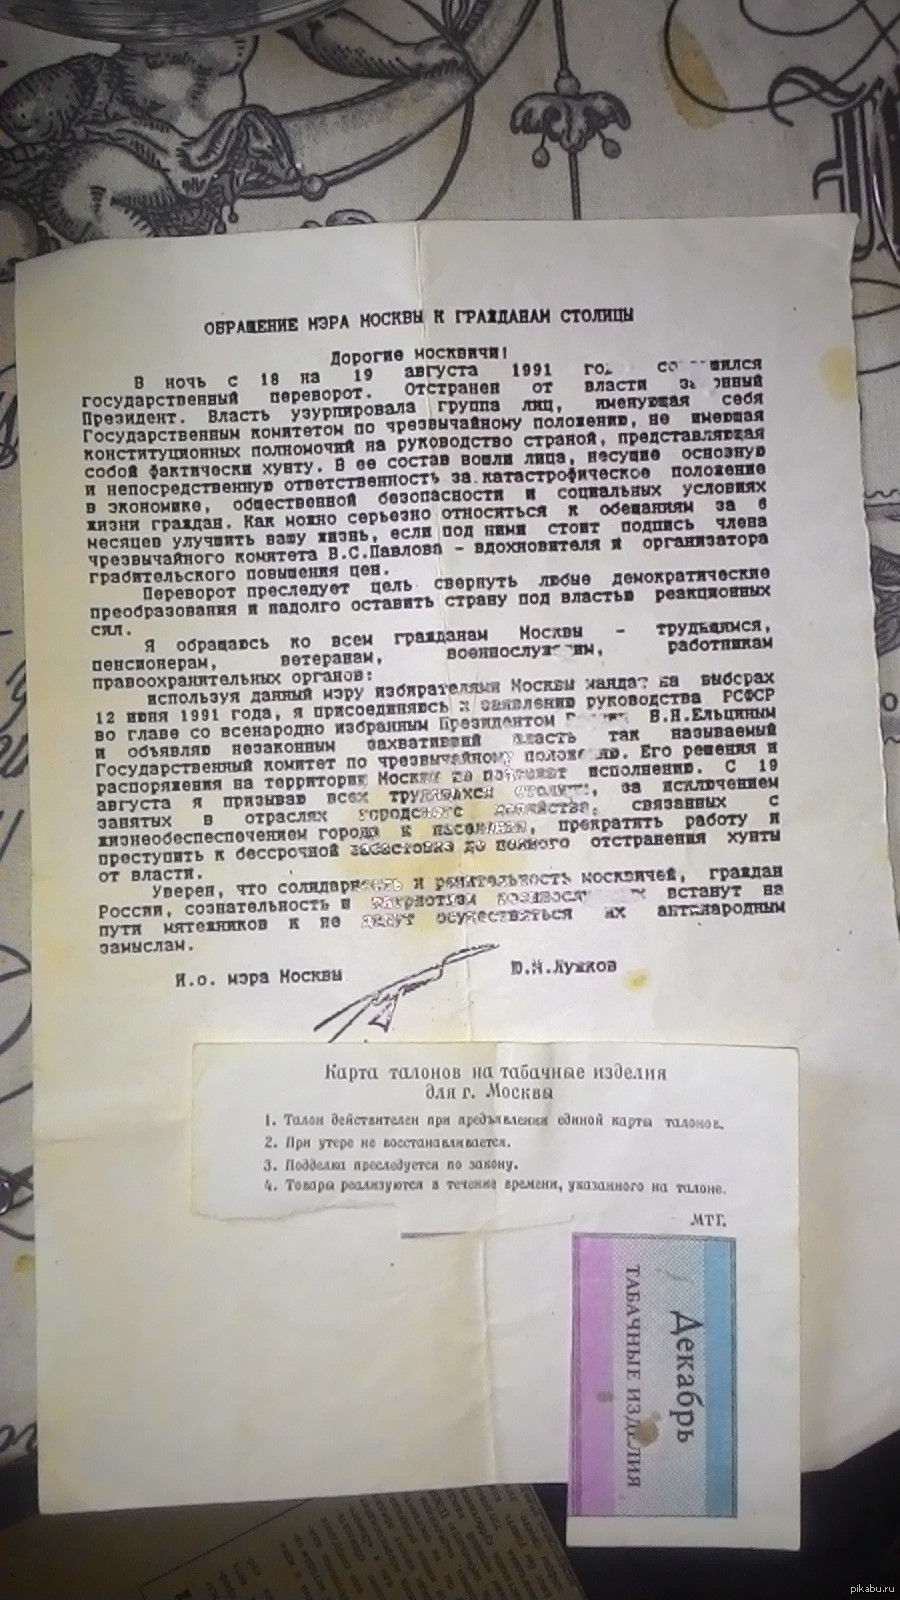 ОБРАЩЕНИЕ МЭРА МОСКВЫ К ГРАЖДАНАМ СТОЛИЦЫ
Дорогие москвичи!
В ночь с 18 на 19 августа 1991
государственный переворот. Отстранен от власти
Президент. Власть узурпировала группа лиц, именующая себя
Государственным комитетом по чрезвычайному положению, не имеющая
конституционных полномочий на руководство страной, представляющая
собой фактически хунту. В ее состав вошли лица, несущие основную
и непосредственную ответственность за катастрофическое положение
в экономике, общественной безопасности и социальных условиях
жизни граждан. Как можно серьезно относиться к обещаниям за 6
месяцев улучшить вашу жизнь, если под ними стоит подпись члена
чрезвычайного комитета В.С.Павлова – вдохновителя и организатора
грабительского повышения цен.
Переворот преследует цель свернуть любые демократические
преобразования и надолго оставить страну под властью реакционных
сил.
Я обращаюсь ко всем гражданам Москвы – трудящимся,
пенсионерам, ветеранам, работникам
правоохранительных органов:
используя данный мэру избирателями Москвы мандат на выборах
12 июня 1991 года, я присоединяюсь к заявлению руководства РСФСР
во главе со всенародно избранным Президентом В.Н.Ельциным
и объявляю незаконным захвативший власть так называемый
Государственный комитет по чрезвычайному Его решения и
распоряжения на территории Москвы не исполнению. С 19
августа я призываю всех за исключением
занятых в отраслях городского хозяйства, связанных с
жизнеобеспеспечением города и населения, прекратить работу и
преступить к бессрочной забастовке до полного отстранения хунты
от власти.
Уверен, что солидарность и решительность москвичей, граждан
России, сознательность и патриотизм встанут на
пути мятежников и не дадут осуществиться их антинародным
замыслам.
И.о. мэра Москвы Ю.М.Лужков
Карта талонов на табачные изделия
для г. Москвы
1. Талон действителен при предъявлении единой карты талонов.
2. При утере не восстанавливается.
3. Подделка преследуется по закону.
4. Товары реализуются в течение времени, указанного на талоне.
МТГ.
Декабрь
ТАБАЧНЫЕ ИЗДЕЛИЯ
pikabu.ru